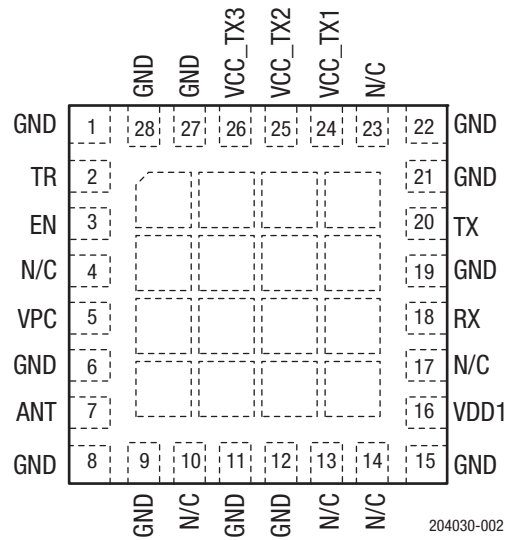 GND GND VCC_TX3 VCC_TX2 VCC_TX1 N/C
GND 1 28 27 26 25 24 23 22 GND
TR 2 21 GND
EN 3 20 TX
N/C 4 19 GND
VPC 5 18 RX
GND 6 17 N/C
ANT 7 16 VDD1
GND 8 9 10 11 12 13 14 15 GND
GND N/C GND GND N/C N/C
204030-002